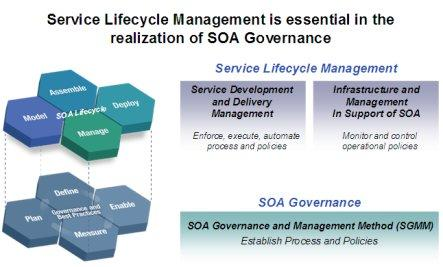 Service Lifecycle Management is essential in the
realization of SOA Governance
Service Lifecycle Management
Assemble
Model
SOA Lifecycle
Deploy
Manage
Service Development
and Delivery
Management
Enforce, execute, automate
process and policies
Infrastructure and
Management
In Support of SOA
Monitor and control
operational policies
Define
Plan
Governance and
Best Practices
Enable
Measure
SOA Governance
SOA Governance and Management Method (SGMM)
Establish Process and Policies